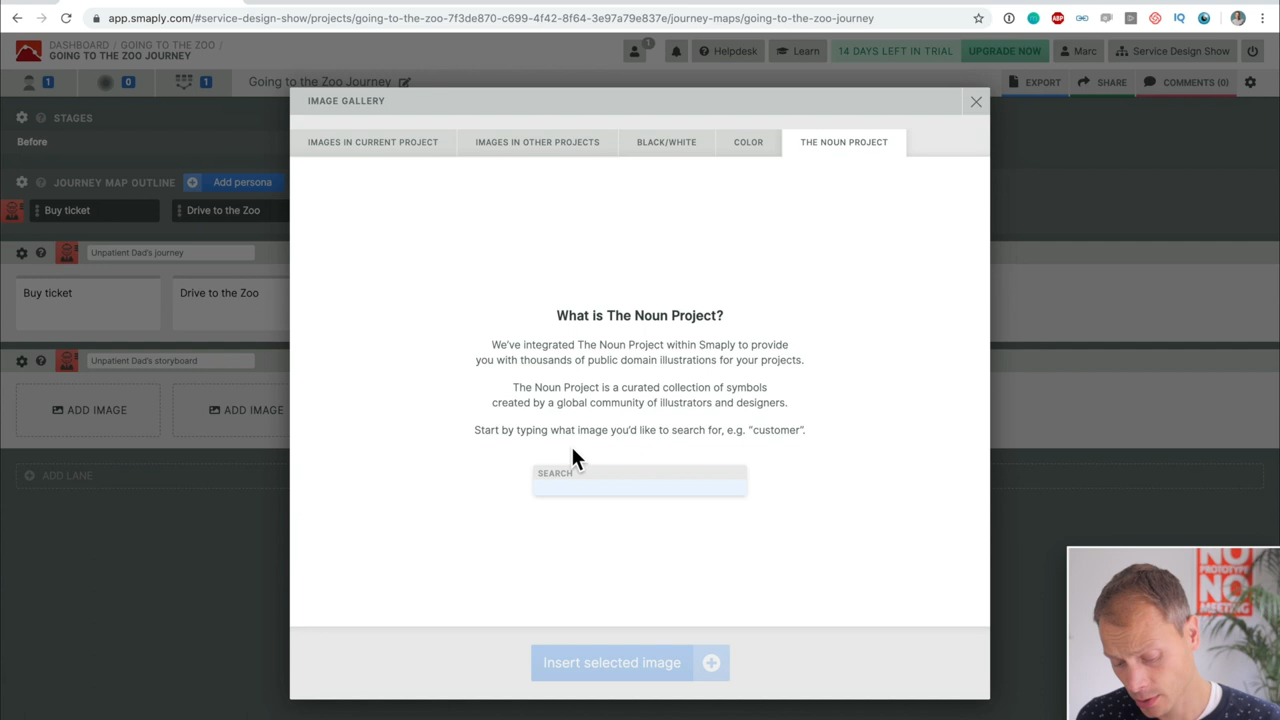 app.smaply.com/#service-design-show/projects/going-to-the-zoo-7f3de870-c699-4f42-8f64-3e97a79e837e/journey-maps/going-to-the-zoo-journey
ABP
IQ
DASHBOARD / GOING TO THE ZOO /
GOING TO THE ZOO JOURNEY
1
Helpdesk
Learn
14 DAYS LEFT IN TRIAL
UPGRADE NOW
Marc
Service Design Show
1
0
1
Going to the Zoo Journey
EXPORT
SHARE
COMMENTS (0)
IMAGE GALLERY
IMAGES IN CURRENT PROJECT
IMAGES IN OTHER PROJECTS
BLACK/WHITE
COLOR
THE NOUN PROJECT
STAGES
Before
JOURNEY MAP OUTLINE
Add persona
Buy ticket
Drive to the Zoo
Unpatient Dad's journey
Buy ticket
Drive to the Zoo
Unpatient Dad's storyboard
ADD IMAGE
ADD IMAGE
ADD LANE
What is The Noun Project?
We've integrated The Noun Project within Smaply to provide
you with thousands of public domain illustrations for your projects.
The Noun Project is a curated collection of symbols
created by a global community of illustrators and designers.
Start by typing what image you'd like to search for, e.g. "customer".
SEARCH
Insert selected image
NO
PROTOTYPE
NO
MEETING